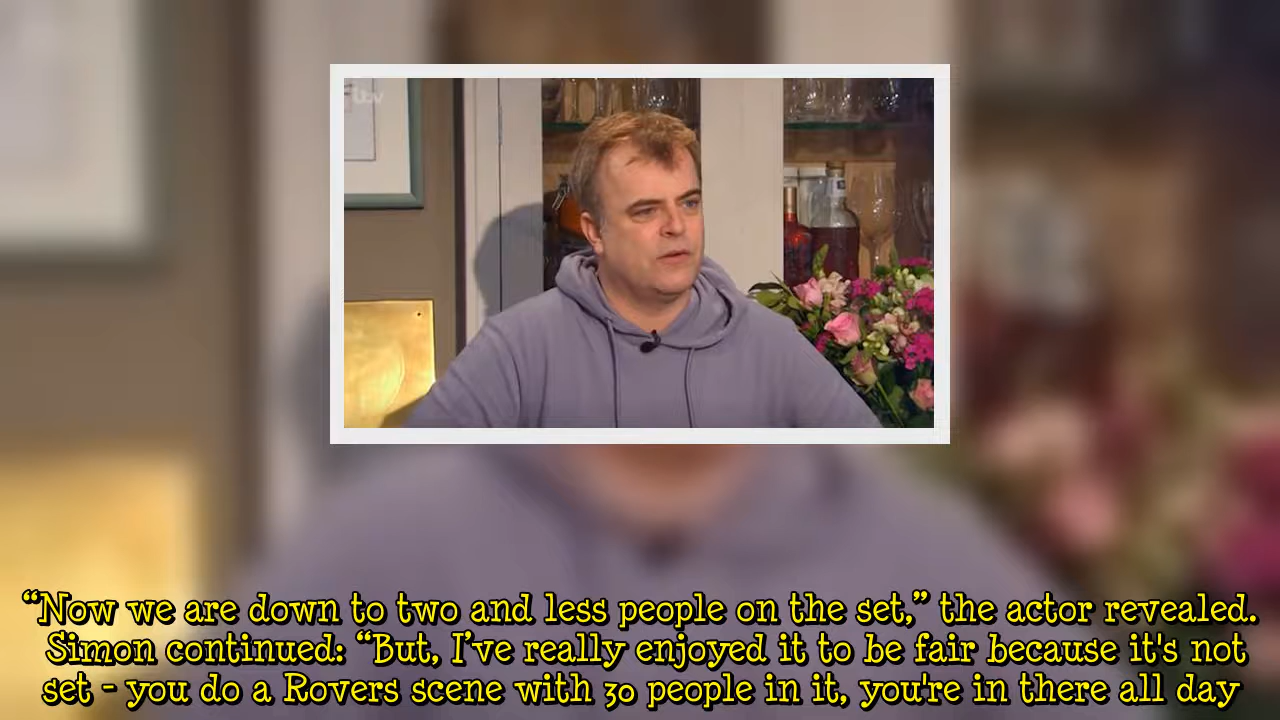 itv
“Now we are down to two and less people on the set,” the actor revealed.
Simon continued: “But, I’ve really enjoyed it to be fair because it's not
set - you do a Rovers scene with 30 people in it, you're in there all day